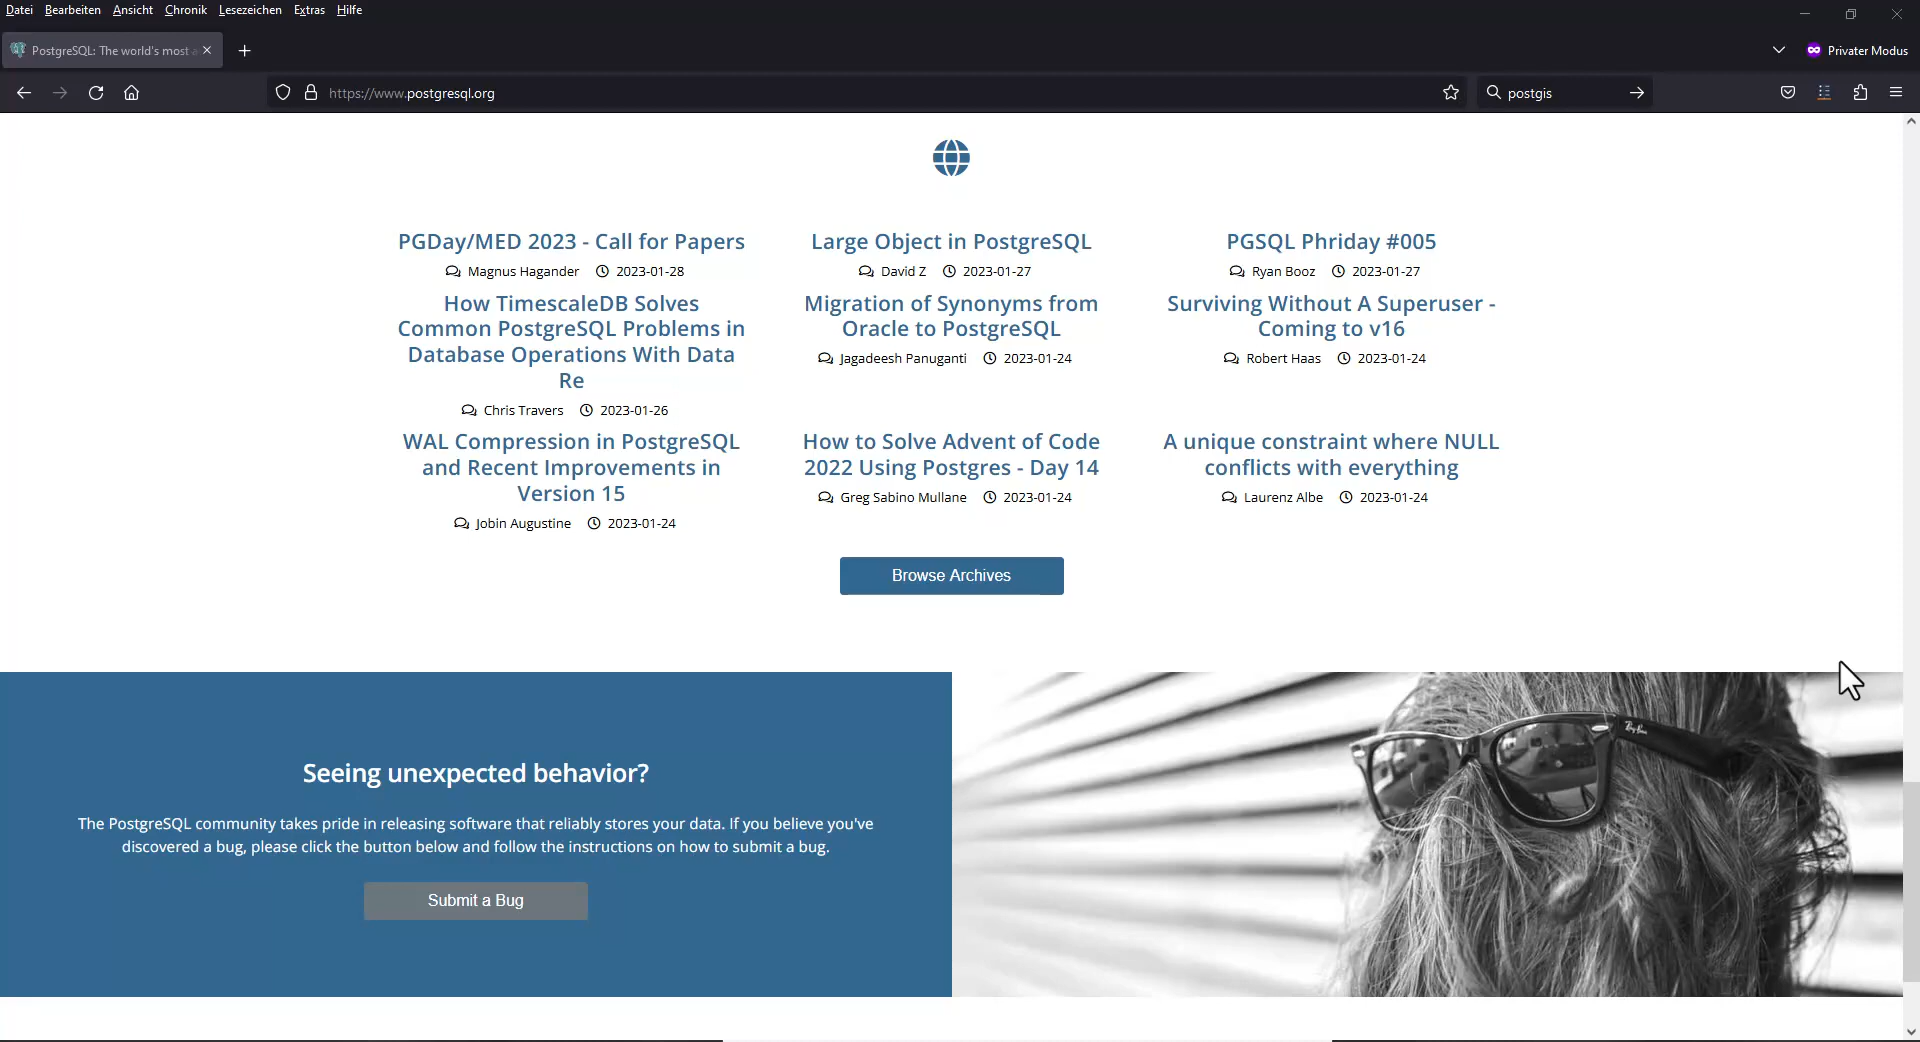 Datei Bearbeiten Ansicht Chronik Lesezeichen Extras Hilfe
PostgreSQL: The world's most a
Privater Modus
https://www.postgresql.org
postgis
PGDay/MED 2023 - Call for Papers
Magnus Hagander 2023-01-28
Large Object in PostgreSQL
David Z 2023-01-27
PGSQL Phriday #005
Ryan Booz 2023-01-27
How TimescaleDB Solves
Common PostgreSQL Problems in
Database Operations With Data
Re
Chris Travers 2023-01-26
Migration of Synonyms from
Oracle to PostgreSQL
Jagadeesh Panuganti 2023-01-24
Surviving Without A Superuser -
Coming to v16
Robert Haas 2023-01-24
WAL Compression in PostgreSQL
and Recent Improvements in
Version 15
Jobin Augustine 2023-01-24
How to Solve Advent of Code
2022 Using Postgres - Day 14
Greg Sabino Mullane 2023-01-24
A unique constraint where NULL
conflicts with everything
Laurenz Albe 2023-01-24
Browse Archives
Seeing unexpected behavior?
The PostgreSQL community takes pride in releasing software that reliably stores your data. If you believe you've
discovered a bug, please click the button below and follow the instructions on how to submit a bug.
Submit a Bug
Ray-Ban